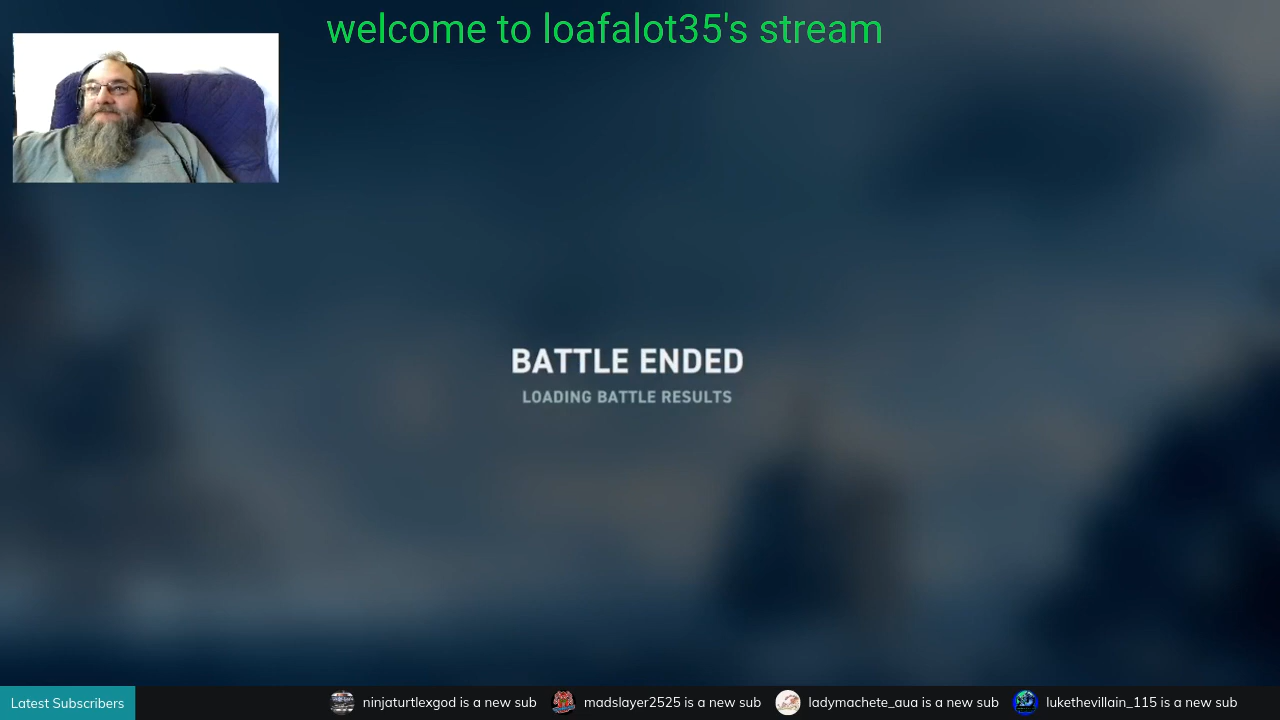 welcome to loafalot35's stream
BATTLE ENDED
LOADING BATTLE RESULTS
Latest Subscribers
ninjaturtlexgod is a new sub
madslayer2525 is a new sub
ladymachete_aua is a new sub
lukethevillain_115 is a new sub